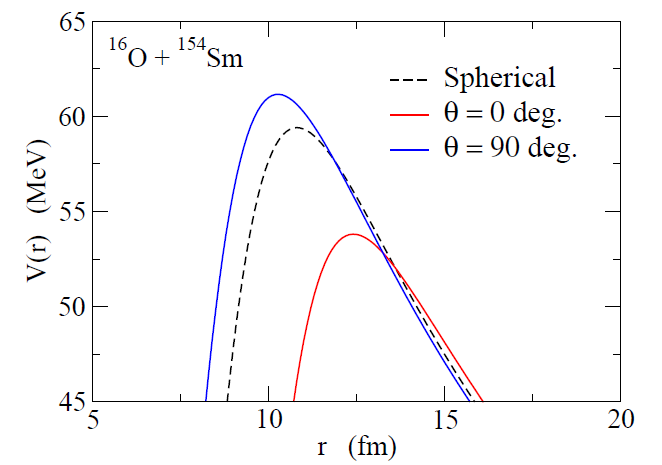 65
¹⁶O + ¹⁵⁴Sm
Spherical
θ = 0 deg.
θ = 90 deg.
60
55
50
45
V(r) (MeV)
5 10 15 20
r (fm)